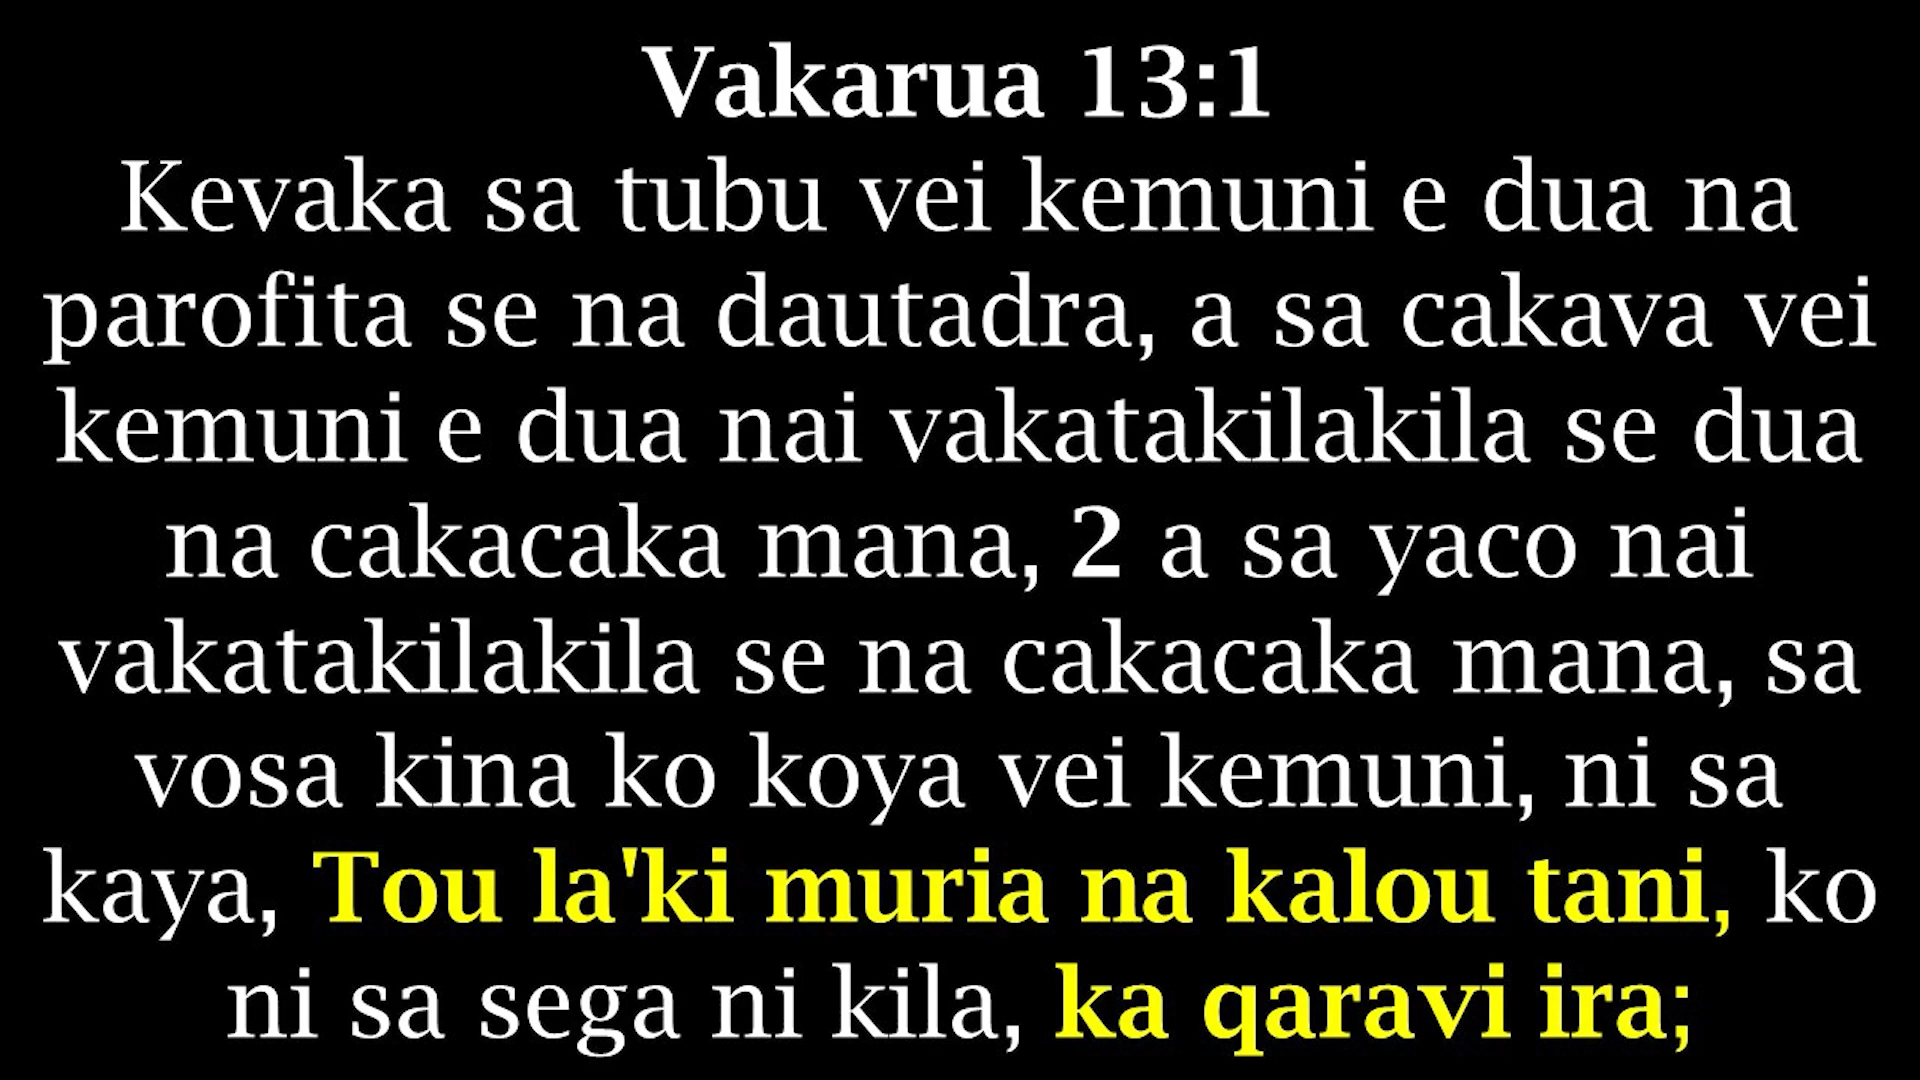 Vakarua 13:1
Kevaka sa tubu vei kemuni e dua na
parofita se na dautadra, a sa cakava vei
kemuni e dua nai vakatakilakila se dua
na cakacaka mana, 2 a sa yaco nai
vakatakilakila se na cakacaka mana, sa
vosa kina ko koya vei kemuni, ni sa
kaya, Tou la'ki muria na kalou tani, ko
ni sa sega ni kila, ka qaravi ira;